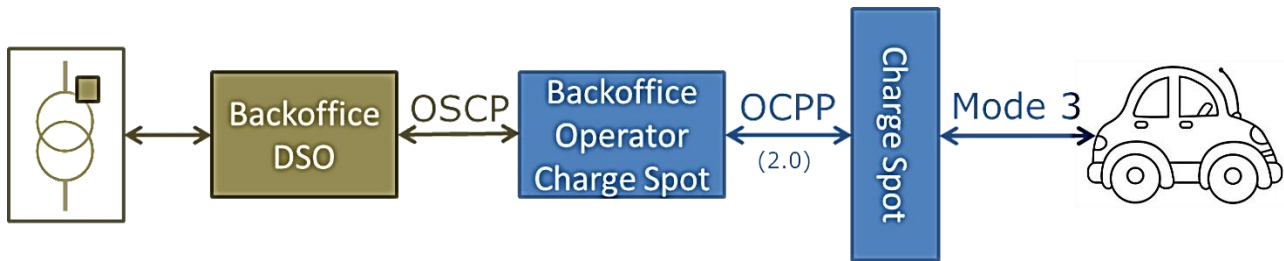 Backoffice
DSO
OSCP
Backoffice
Operator
Charge Spot
OCPP
(2.0)
Charge Spot
Mode 3